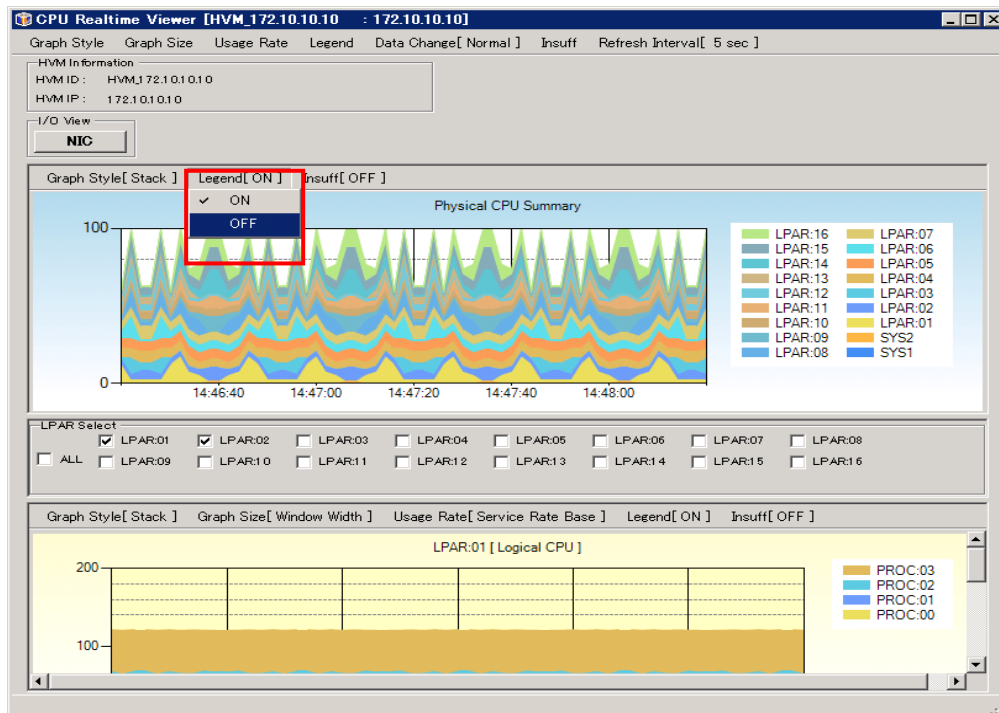 CPU Realtime Viewer [HVM_172.10.10.10 : 172.10.10.10]
Graph Style Graph Size Usage Rate Legend Data Change[ Normal ] Insuff Refresh Interval[ 5 sec ]
HVM Information
HVM ID : HVM_172.10.10.10
HVM IP : 172.10.10.10
I/O View
NIC
Graph Style[ Stack ] Legend[ ON ] Insuff[ OFF ]
ON
OFF
Physical CPU Summary
100
0
14:46:40 14:47:00 14:47:20 14:47:40 14:48:00
LPAR:16 LPAR:07
LPAR:15 LPAR:06
LPAR:14 LPAR:05
LPAR:13 LPAR:04
LPAR:12 LPAR:03
LPAR:11 LPAR:02
LPAR:10 LPAR:01
LPAR:09 SYS2
LPAR:08 SYS1
LPAR Select
LPAR:01 LPAR:02 LPAR:03 LPAR:04 LPAR:05 LPAR:06 LPAR:07 LPAR:08
ALL LPAR:09 LPAR:10 LPAR:11 LPAR:12 LPAR:13 LPAR:14 LPAR:15 LPAR:16
Graph Style[ Stack ] Graph Size[ Window Width ] Usage Rate[ Service Rate Base ] Legend[ ON ] Insuff[ OFF ]
LPAR:01 [ Logical CPU ]
200
100
PROC:03
PROC:02
PROC:01
PROC:00